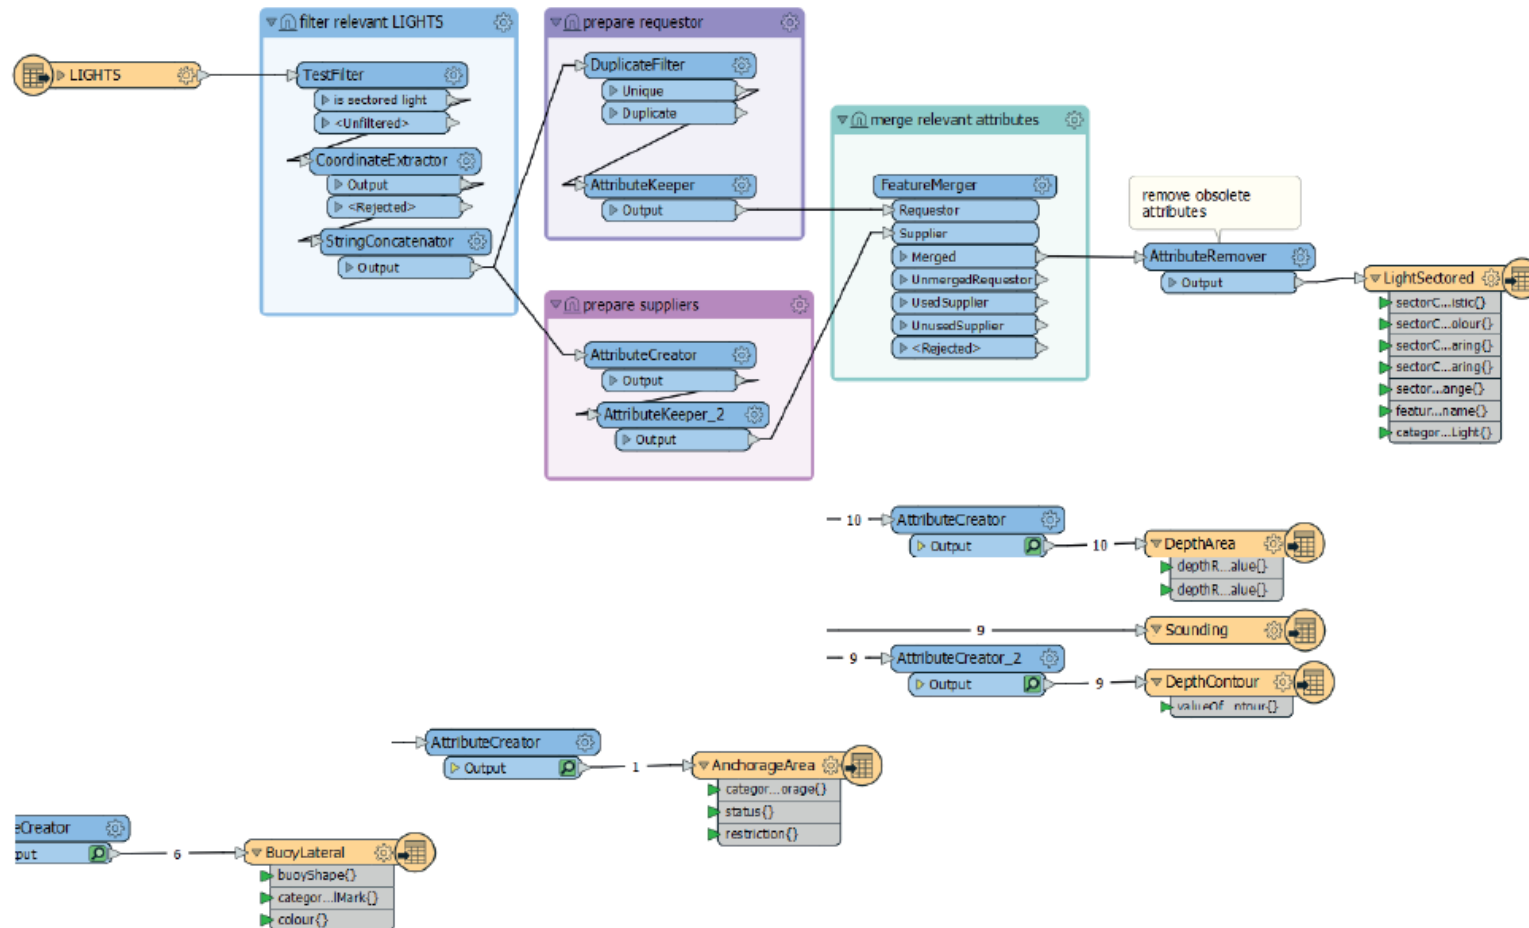 filter relevant LIGHTS
LIGHTS
TestFilter
is sectored light
<Unfiltered>
CoordinateExtractor
Output
<Rejected>
StringConcatenator
Output
prepare requestor
DuplicateFilter
Unique
Duplicate
AttributeKeeper
Output
prepare suppliers
AttributeCreator
Output
AttributeKeeper_2
Output
merge relevant attributes
FeatureMerger
Requestor
Supplier
Merged
UnmergedRequestor
UsedSupplier
UnusedSupplier
<Rejected>
remove obsolete
attributes
AttributeRemover
Output
LightSectored
sectorC...istic{}
sectorC...olour{}
sectorC...aring{}
sectorC...aring{}
sector...ange{}
featur...name{}
categor...Light{}
10
AttributeCreator
Output
10
DepthArea
depthR...alue{}
depthR...alue{}
9
Sounding
9
AttributeCreator_2
Output
9
DepthContour
valueOf...ntour{}
AttributeCreator
Output
1
AnchorageArea
categor...orage{}
status{}
restriction{}
eCreator
put
6
BuoyLateral
buoyShape{}
categor...lMark{}
colour{}